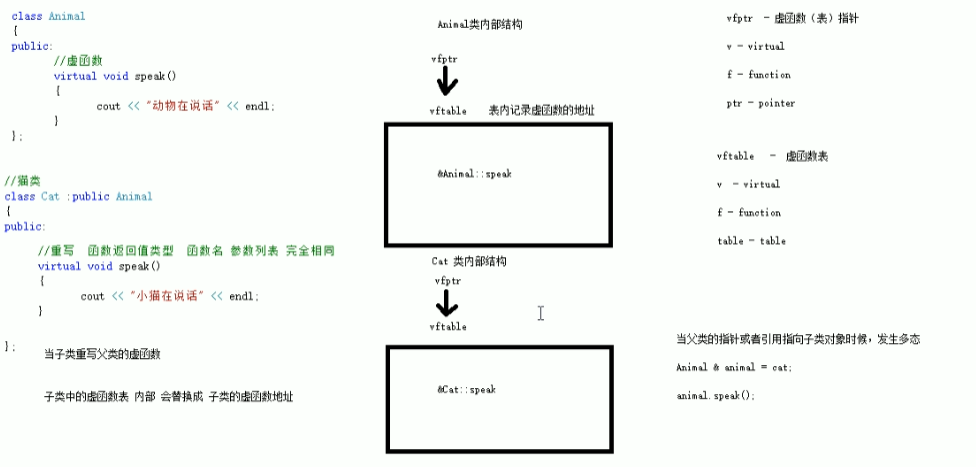 class Animal
{
public:
//虚函数
virtual void speak()
{
cout << "动物在说话" << endl;
}
};
//猫类
class Cat :public Animal
{
public:
//重写 函数返回值类型 函数名 参数列表 完全相同
virtual void speak()
{
cout << "小猫在说话" << endl;
}
};
当子类重写父类的虚函数
子类中的虚函数表 内部 会替换成 子类的虚函数地址
Animal类内部结构
vfptr
vftable 表内记录虚函数的地址
&Animal::speak
Cat 类内部结构
vfptr
vftable
&Cat::speak
vfptr - 虚函数（表）指针
v - virtual
f - function
ptr - pointer
vftable - 虚函数表
v - virtual
f - function
table - table
当父类的指针或者引用指向子类对象时候，发生多态
Animal & animal = cat;
animal.speak();